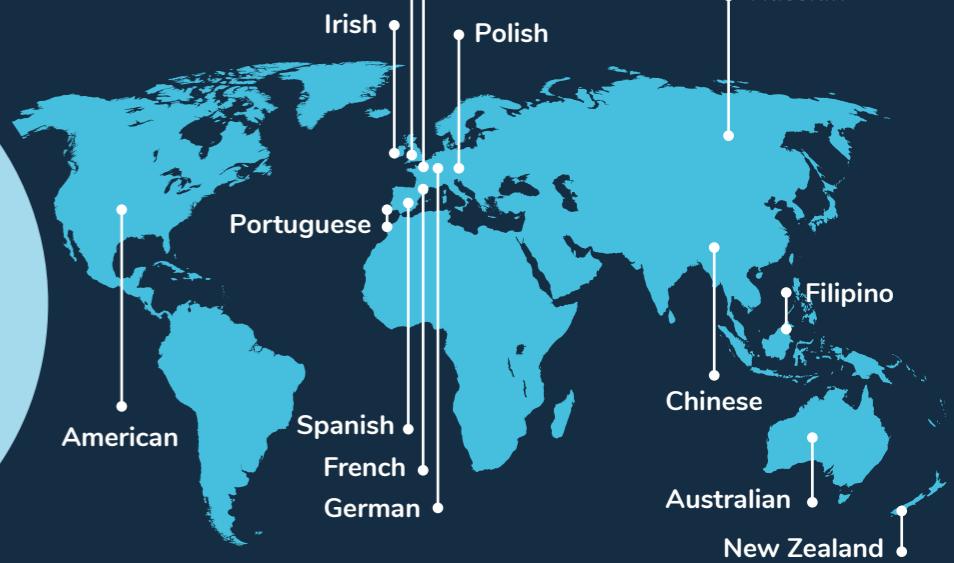 Irish
Polish
Portuguese
Filipino
Chinese
Spanish
American
French
German
Australian
New Zealand